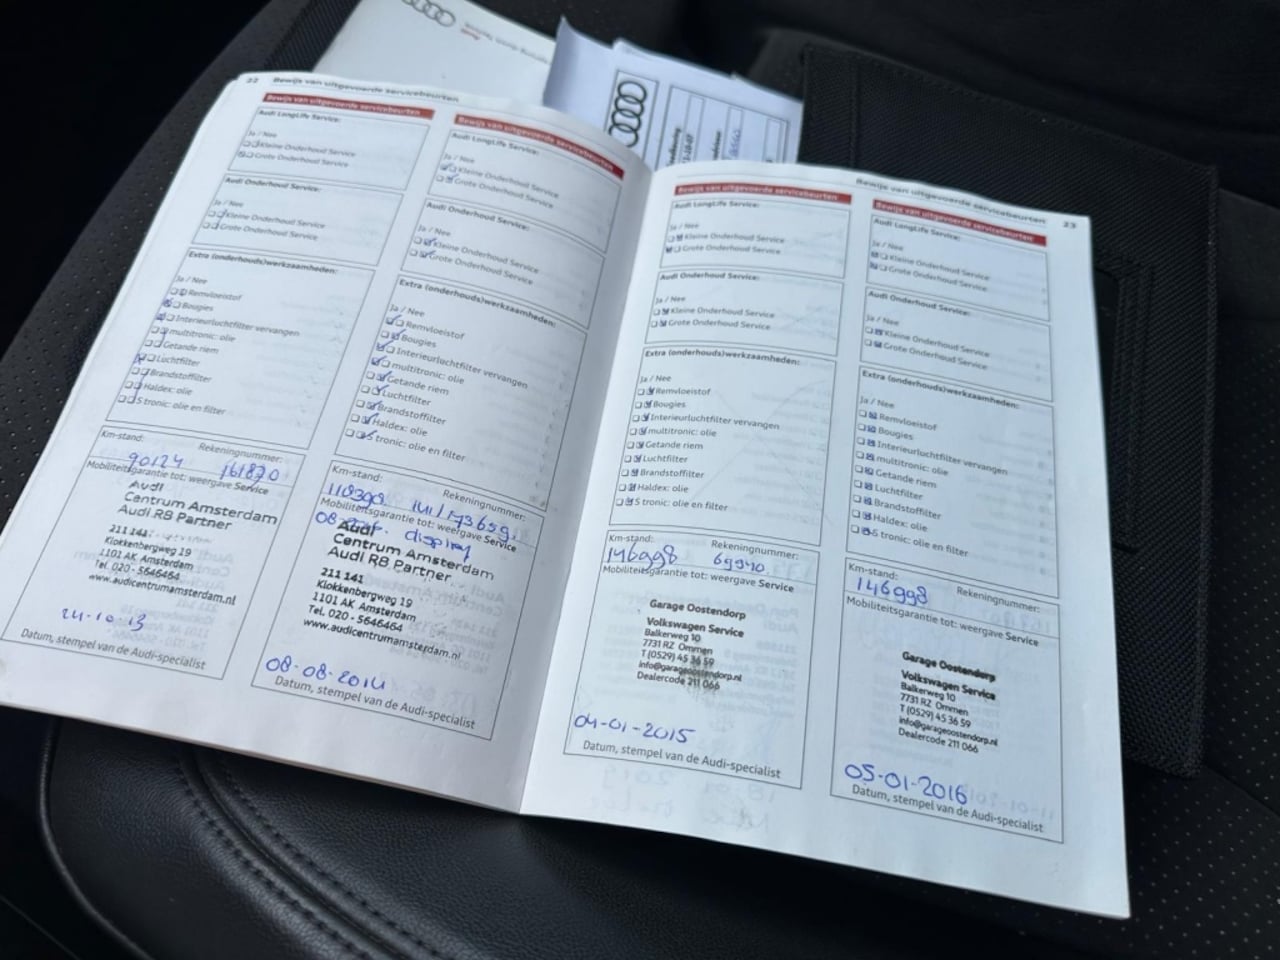 22 Bewijs van uitgevoerde servicebeurten
Bewijs van uitgevoerde servicebeurten
Audi LongLife Service:
Ja / Nee
Kleine Onderhoud Service
Grote Onderhoud Service
Audi Onderhoud Service:
Ja / Nee
Kleine Onderhoud Service
Grote Onderhoud Service
Extra (onderhouds)werkzaamheden:
Ja / Nee
Remvloeistof
Bougies
Interieurluchtfilter vervangen
multitronic: olie
Getande riem
Luchtfilter
Brandstoffilter
Haldex: olie
S tronic: olie en filter
Km-stand: Rekeningnummer:
90124 161870
Mobiliteitsgarantie tot: weergave Service
Audi
Centrum Amsterdam
Audi R8 Partner
211 141
Klokkenbergweg 19
1101 AK Amsterdam
Tel. 020 - 5646464
www.audicentrumamsterdam.nl
24-10-13
Datum, stempel van de Audi-specialist
Bewijs van uitgevoerde servicebeurten
Audi LongLife Service:
Ja / Nee
Kleine Onderhoud Service
Grote Onderhoud Service
Audi Onderhoud Service:
Ja / Nee
Kleine Onderhoud Service
Grote Onderhoud Service
Extra (onderhouds)werkzaamheden:
Ja / Nee
Remvloeistof
Bougies
Interieurluchtfilter vervangen
multitronic: olie
Getande riem
Luchtfilter
Brandstoffilter
Haldex: olie
S tronic: olie en filter
Km-stand: Rekeningnummer:
118398
Mobiliteitsgarantie tot: weergave Service
display
Audi
Centrum Amsterdam
Audi R8 Partner
211 141
Klokkenbergweg 19
1101 AK Amsterdam
Tel. 020 - 5646464
www.audicentrumamsterdam.nl
08-08-2014
Datum, stempel van de Audi-specialist
Bewijs van uitgevoerde servicebeurten 23
Bewijs van uitgevoerde servicebeurten
Audi LongLife Service:
Ja / Nee
Kleine Onderhoud Service
Grote Onderhoud Service
Audi Onderhoud Service:
Ja / Nee
Kleine Onderhoud Service
Grote Onderhoud Service
Extra (onderhouds)werkzaamheden:
Ja / Nee
Remvloeistof
Bougies
Interieurluchtfilter vervangen
multitronic: olie
Getande riem
Luchtfilter
Brandstoffilter
Haldex: olie
S tronic: olie en filter
Km-stand: Rekeningnummer:
146998 69340
Mobiliteitsgarantie tot: weergave Service
Garage Oostendorp
Volkswagen Service
Balkerweg 10
7731 RZ Ommen
T (0529) 45 36 59
info@garageoostendorp.nl
Dealercode 211 066
04-01-2015
Datum, stempel van de Audi-specialist
Bewijs van uitgevoerde servicebeurten
Audi LongLife Service:
Ja / Nee
Kleine Onderhoud Service
Grote Onderhoud Service
Audi Onderhoud Service:
Ja / Nee
Kleine Onderhoud Service
Grote Onderhoud Service
Extra (onderhouds)werkzaamheden:
Ja / Nee
Remvloeistof
Bougies
Interieurluchtfilter vervangen
multitronic: olie
Getande riem
Luchtfilter
Brandstoffilter
Haldex: olie
S tronic: olie en filter
Km-stand: Rekeningnummer:
146998
Mobiliteitsgarantie tot: weergave Service
Garage Oostendorp
Volkswagen Service
Balkerweg 10
7731 RZ Ommen
T (0529) 45 36 59
info@garageoostendorp.nl
Dealercode 211 066
05-01-2016
Datum, stempel van de Audi-specialist